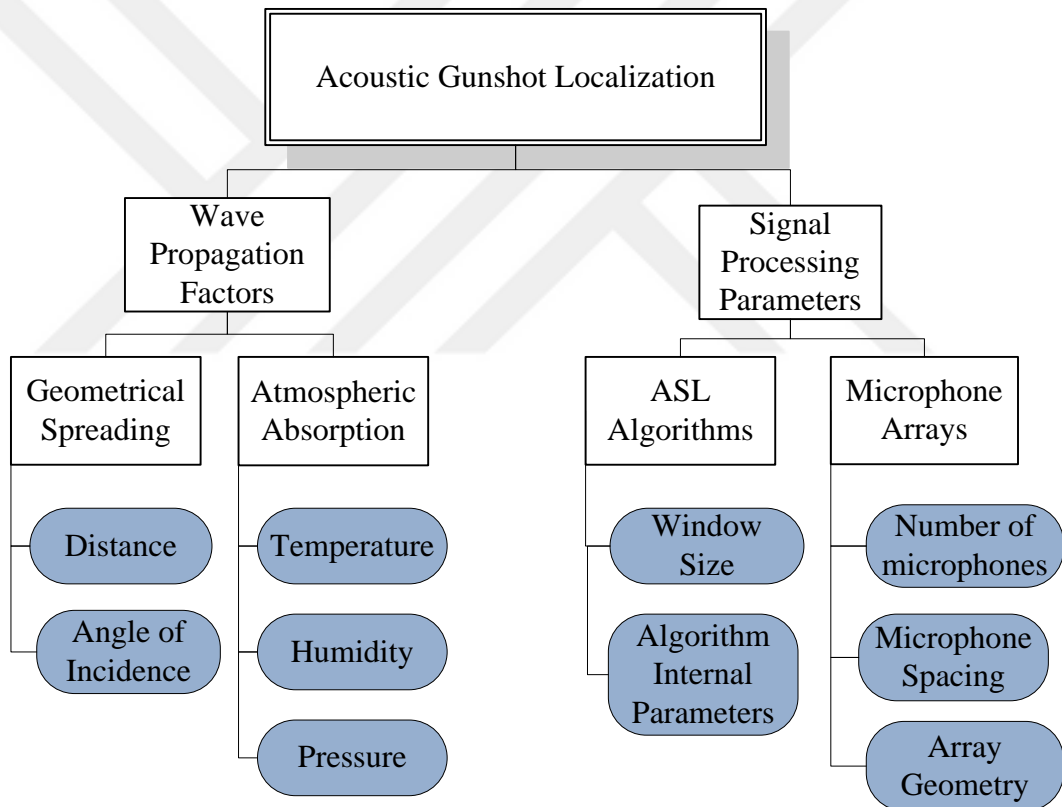 Acoustic Gunshot Localization
Wave
Propagation
Factors
Signal
Processing
Parameters
Geometrical
Spreading
Atmospheric
Absorption
ASL
Algorithms
Microphone
Arrays
Distance
Angle of
Incidence
Temperature
Humidity
Pressure
Window
Size
Algorithm
Internal
Parameters
Number of
microphones
Microphone
Spacing
Array
Geometry